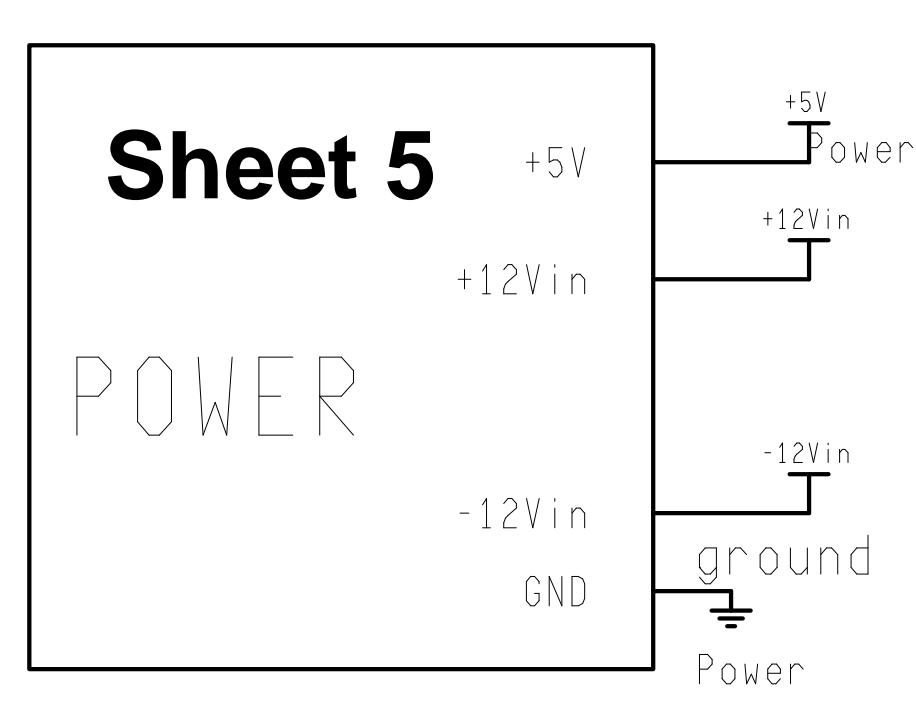 +5V
Sheet 5
+5V
Power
+12Vin
+12Vin
POWER
-12Vin
-12Vin
ground
GND
Power